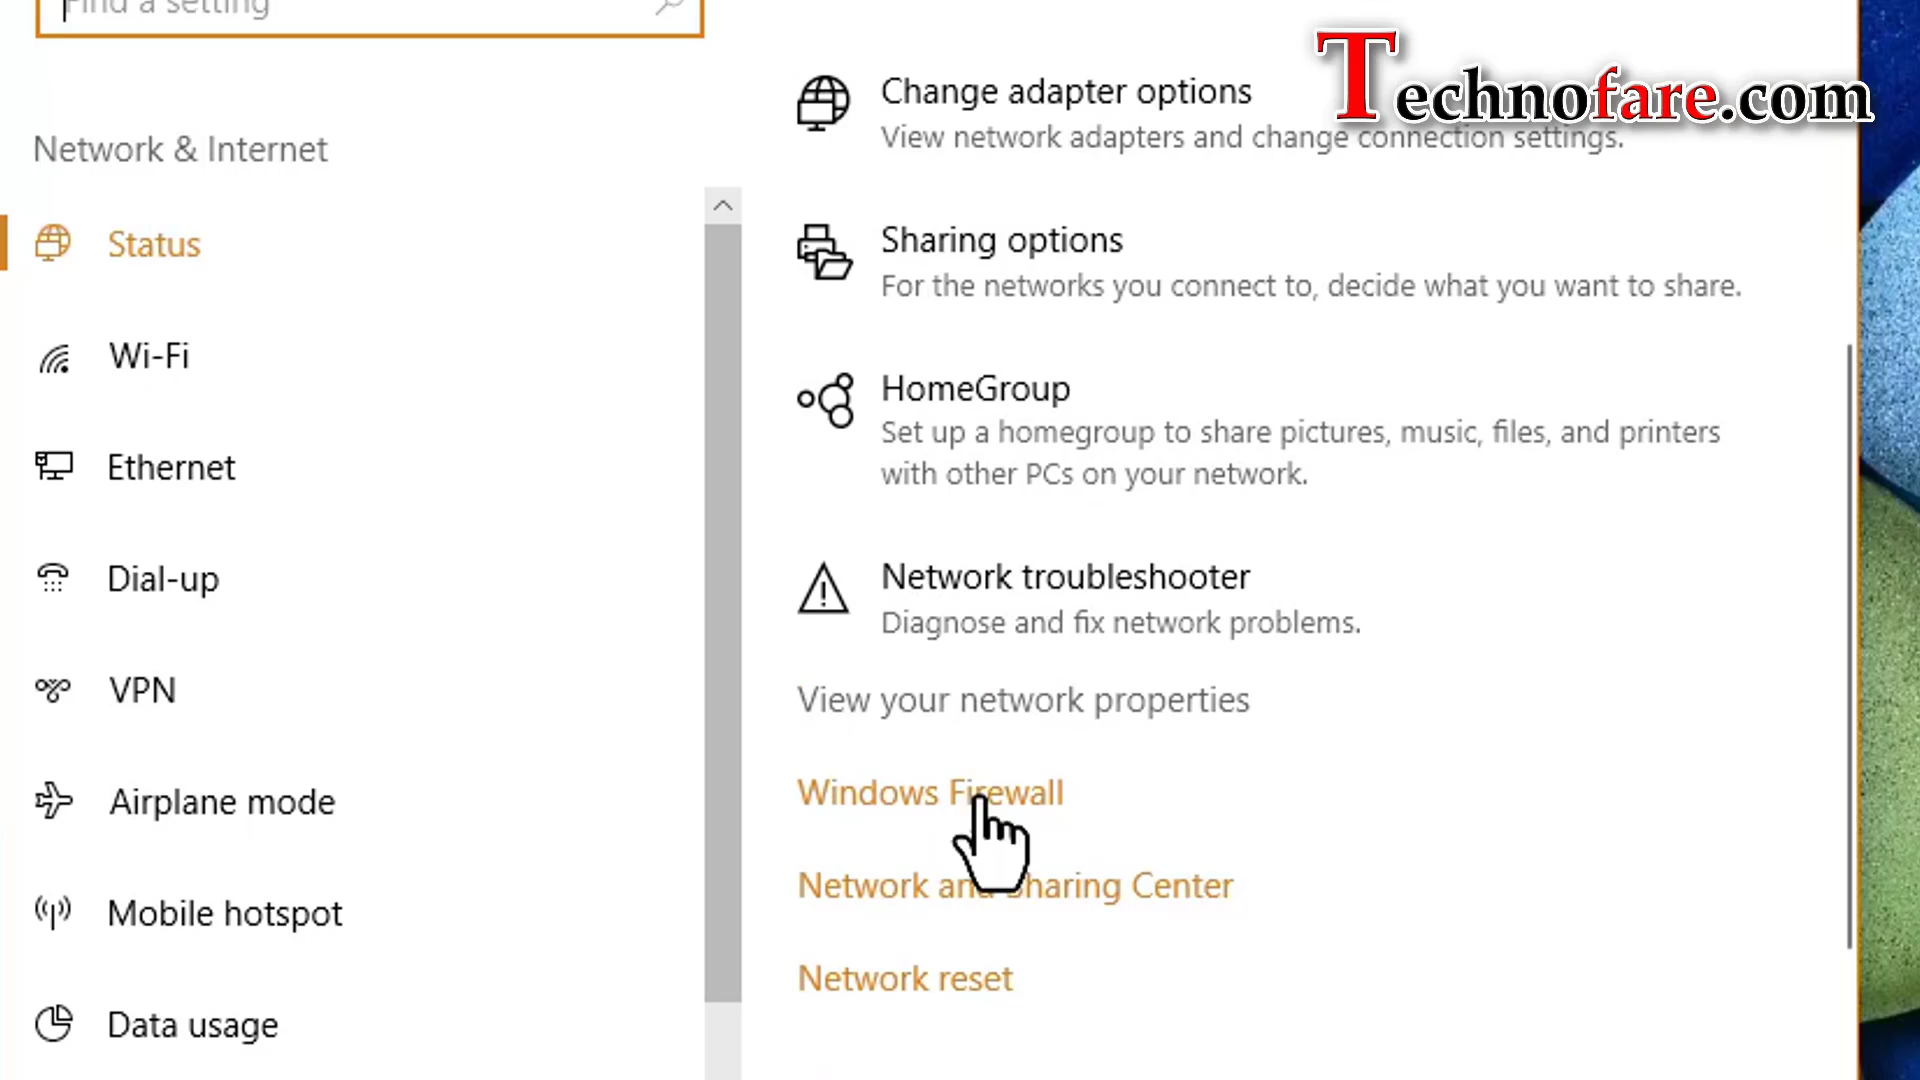 Find a setting
Network & Internet
Status
Wi-Fi
Ethernet
Dial-up
VPN
Airplane mode
Mobile hotspot
Data usage
Technofare.com
Change adapter options
View network adapters and change connection settings.
Sharing options
For the networks you connect to, decide what you want to share.
HomeGroup
Set up a homegroup to share pictures, music, files, and printers
with other PCs on your network.
Network troubleshooter
Diagnose and fix network problems.
View your network properties
Windows Firewall
Network and Sharing Center
Network reset